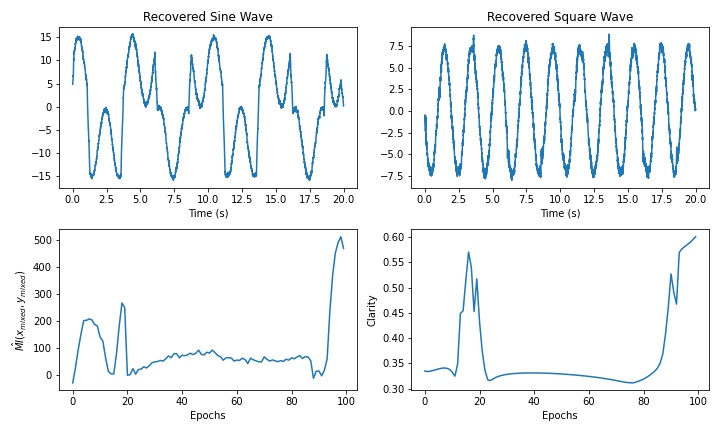 Recovered Sine Wave
15
10
5
0
−5
−10
−15
0.0 2.5 5.0 7.5 10.0 12.5 15.0 17.5 20.0
Time (s)
Recovered Square Wave
7.5
5.0
2.5
0.0
−2.5
−5.0
−7.5
0.0 2.5 5.0 7.5 10.0 12.5 15.0 17.5 20.0
Time (s)
M̂I(x_mixed, y_mixed)
500
400
300
200
100
0
0 20 40 60 80 100
Epochs
Clarity
0.60
0.55
0.50
0.45
0.40
0.35
0.30
0 20 40 60 80 100
Epochs